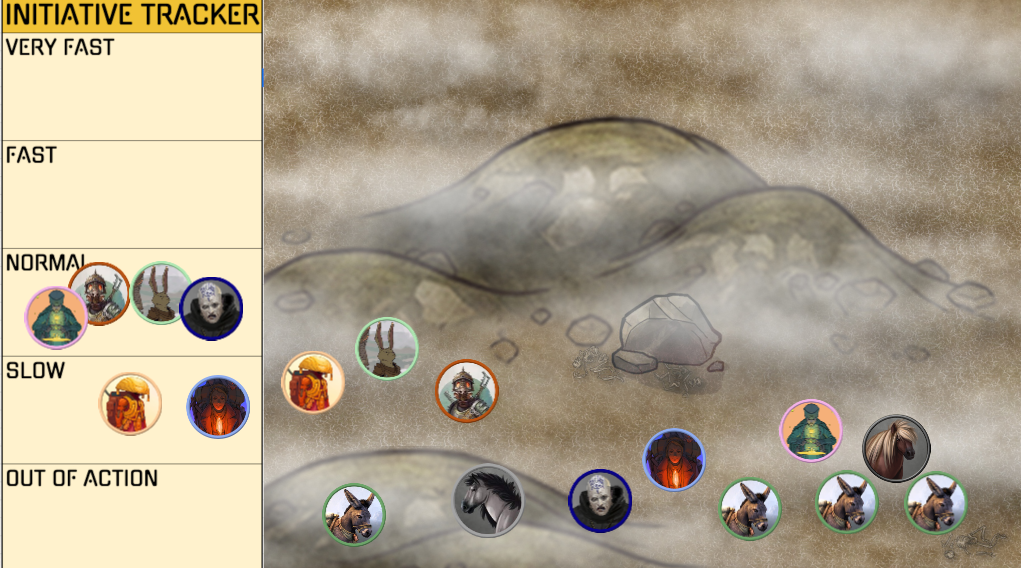 INITIATIVE TRACKER
VERY FAST
FAST
NORMAL
SLOW
OUT OF ACTION